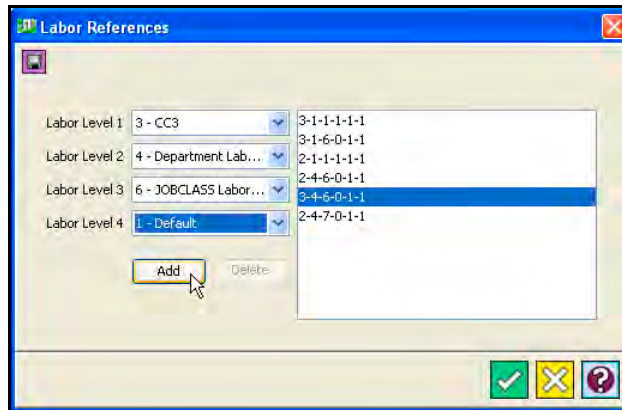 Labor References
Labor Level 1 3 - CC3
Labor Level 2 4 - Department Lab...
Labor Level 3 6 - JOBCLASS Labor...
Labor Level 4 1 - Default
Add Delete
3-1-1-1-1-1
3-1-6-0-1-1
2-1-1-1-1-1
2-4-6-0-1-1
3-4-6-0-1-1
2-4-7-0-1-1
?